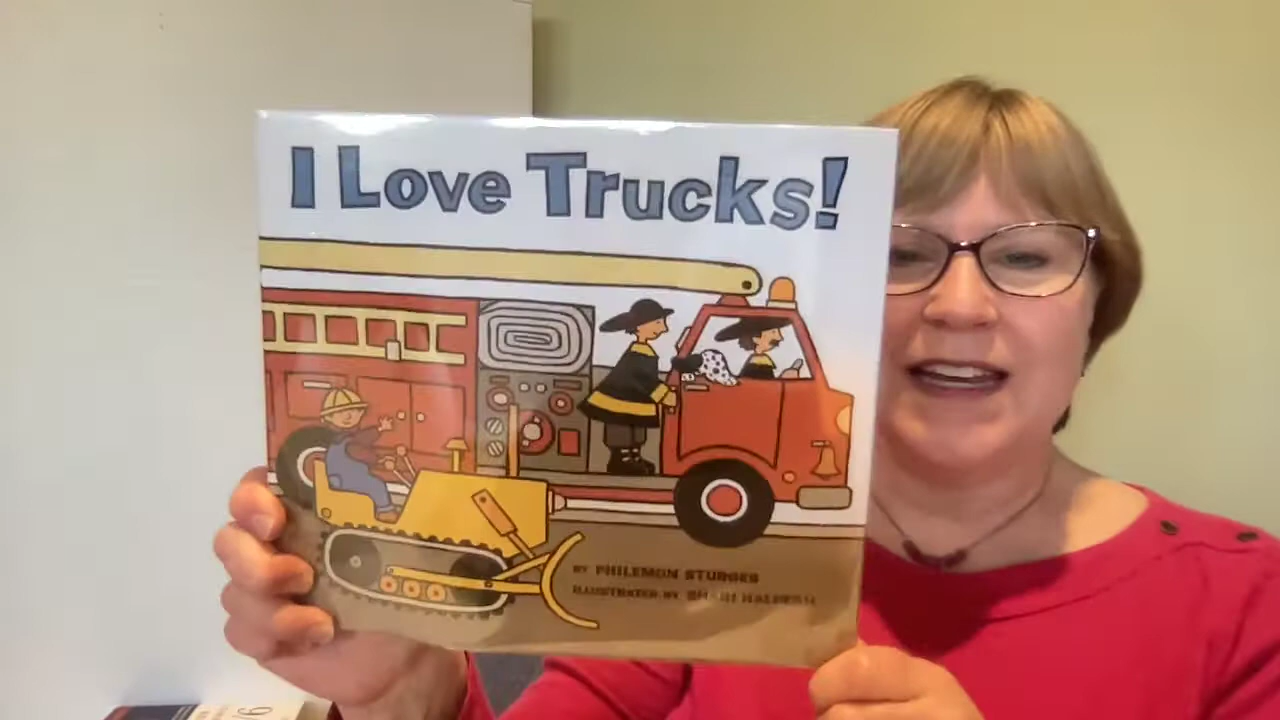 I Love Trucks!
BY PHILEMON STURGES
ILLUSTRATED BY SHARI HALPERN